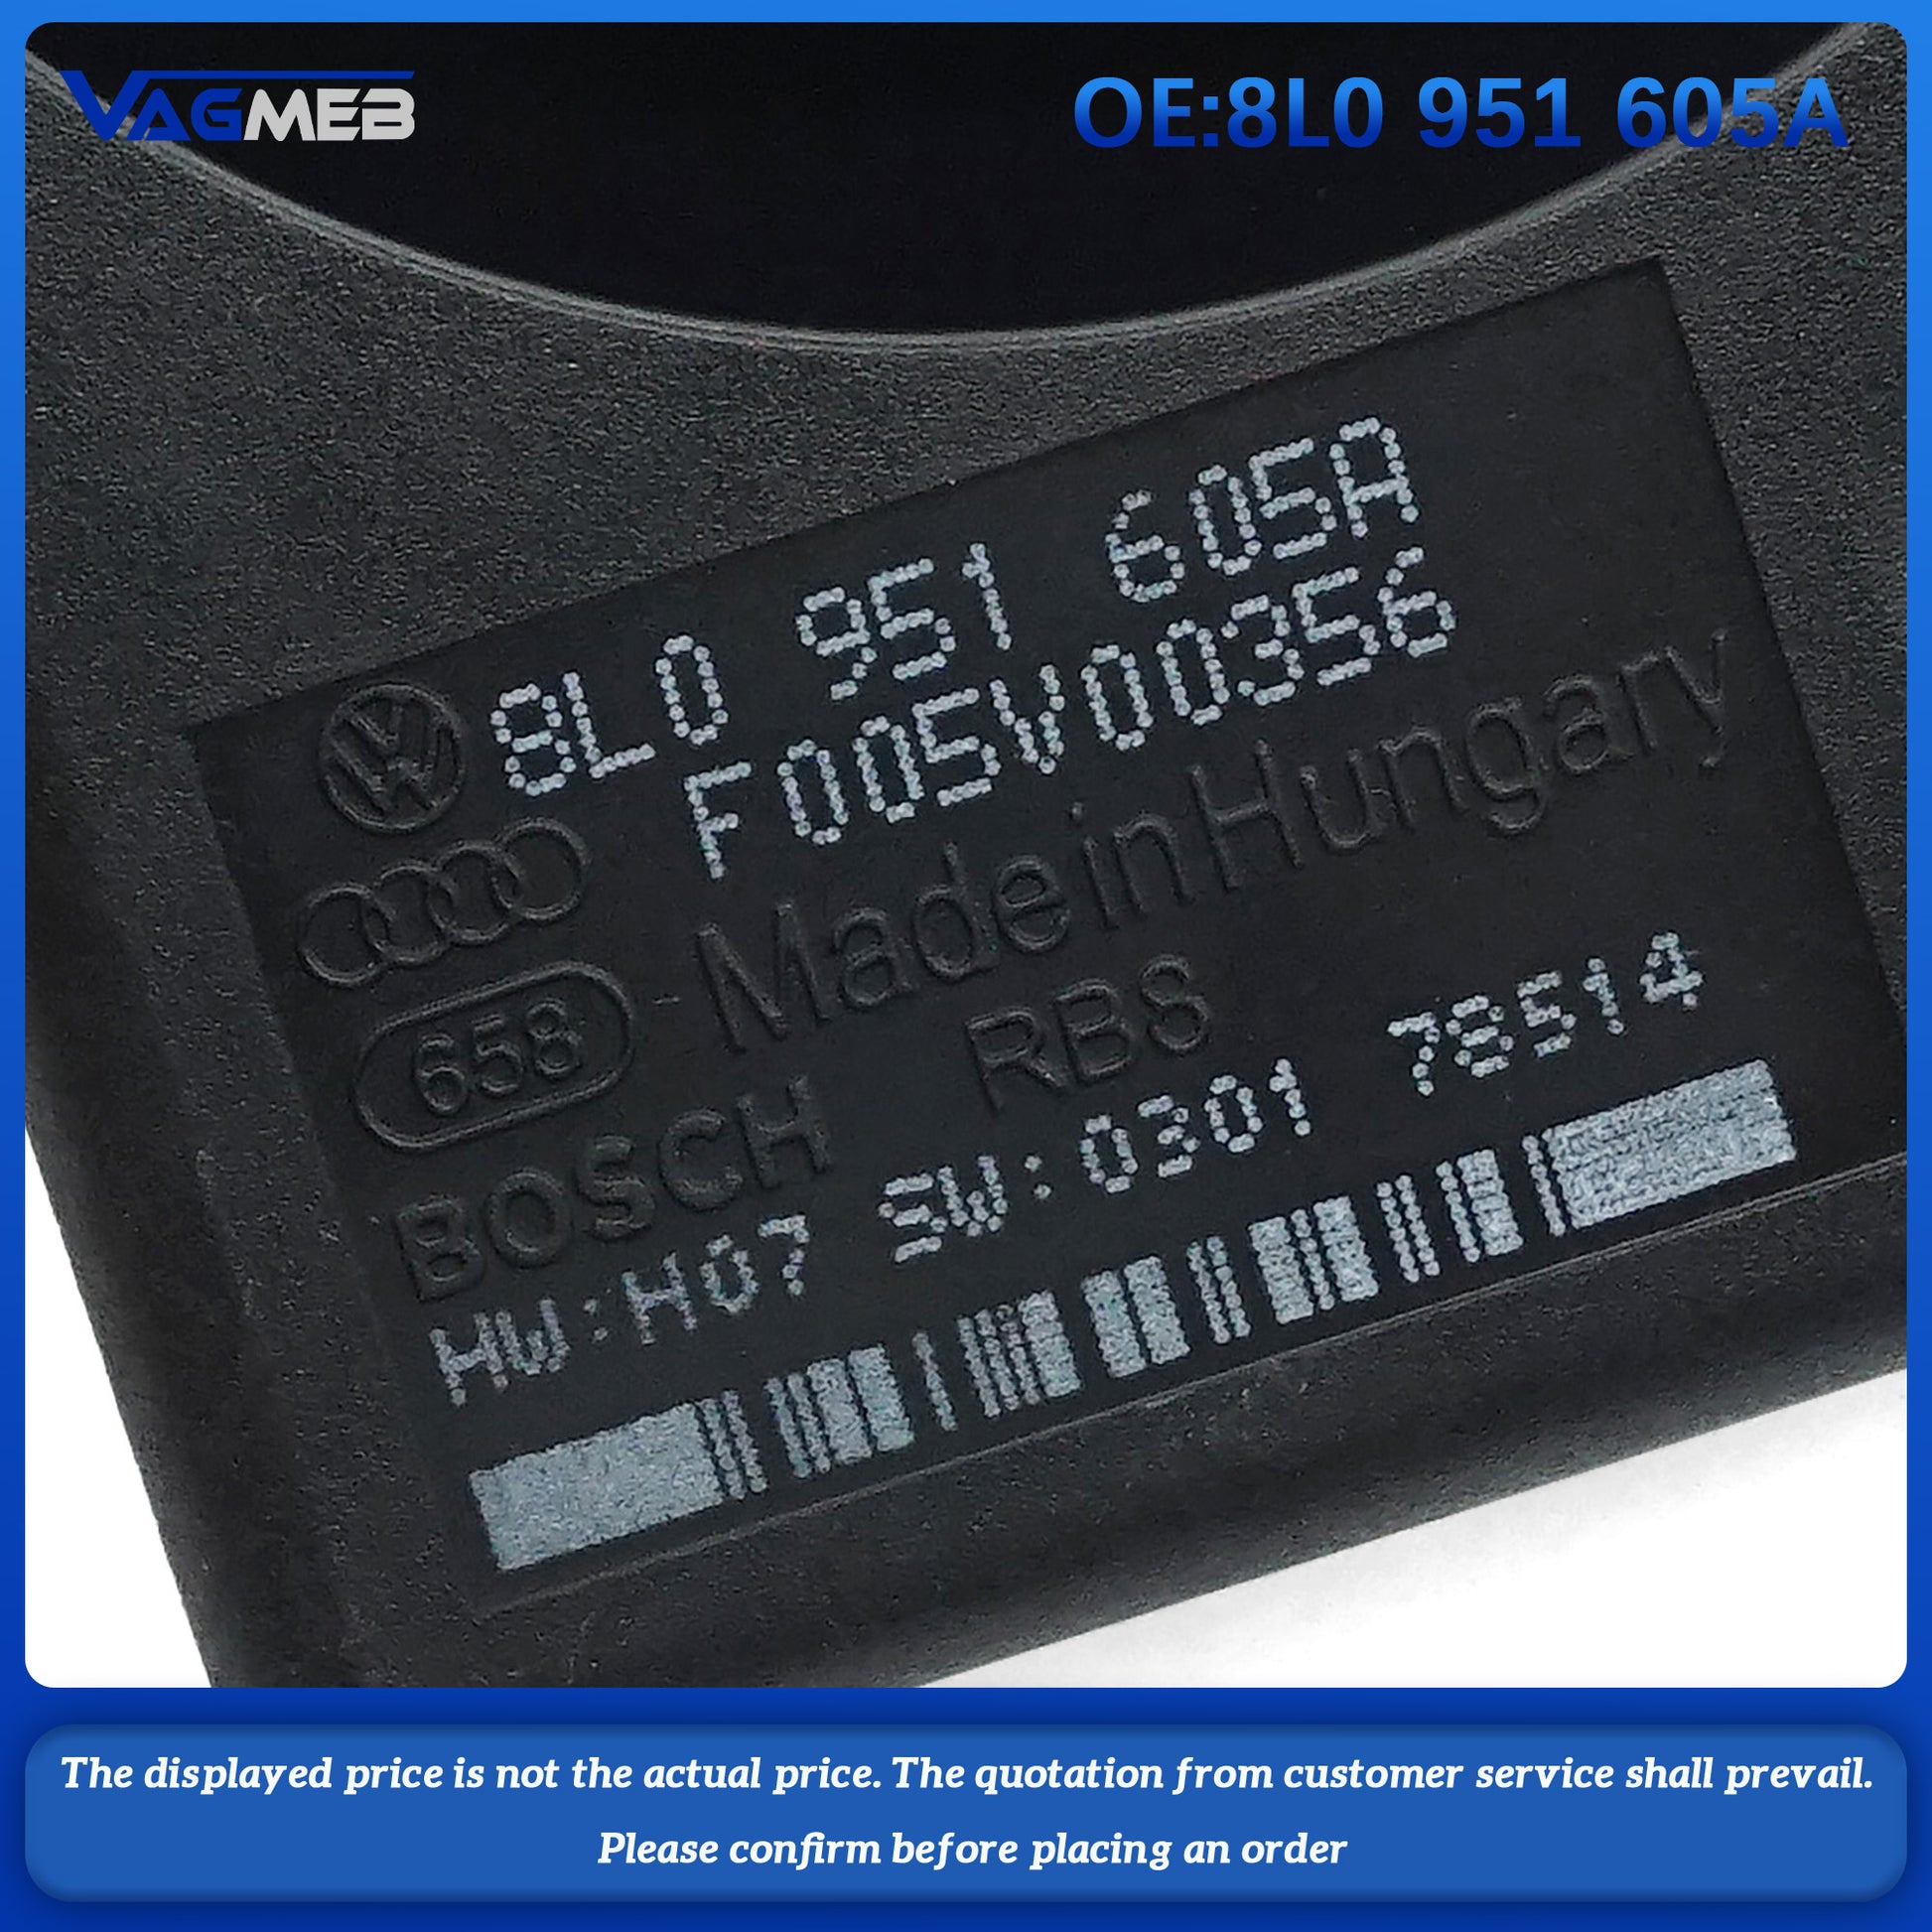 VAGMEB
OE:8L0 951 605A
8L0 951 605A
F005V00356
Made in Hungary
658
RBS
BOSCH
HW:H07 SW:0301 78514
The displayed price is not the actual price. The quotation from customer service shall prevail.
Please confirm before placing an order